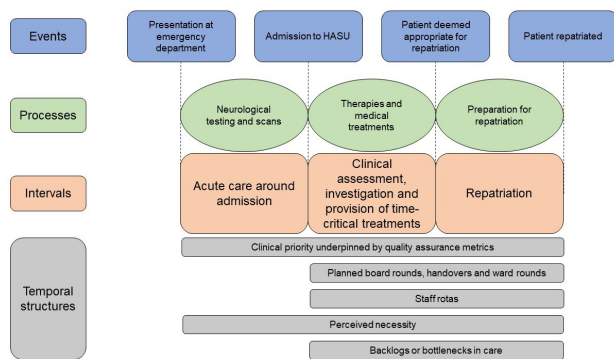 Events
Presentation at
emergency
department
Admission to HASU
Patient deemed
appropriate for
repatriation
Patient repatriated
Processes
Neurological
testing and scans
Therapies and
medical
treatments
Preparation for
repatriation
Intervals
Acute care around
admission
Clinical
assessment,
investigation and
provision of time-
critical treatments
Repatriation
Temporal
structures
Clinical priority underpinned by quality assurance metrics
Planned board rounds, handovers and ward rounds
Staff rotas
Perceived necessity
Backlogs or bottlenecks in care